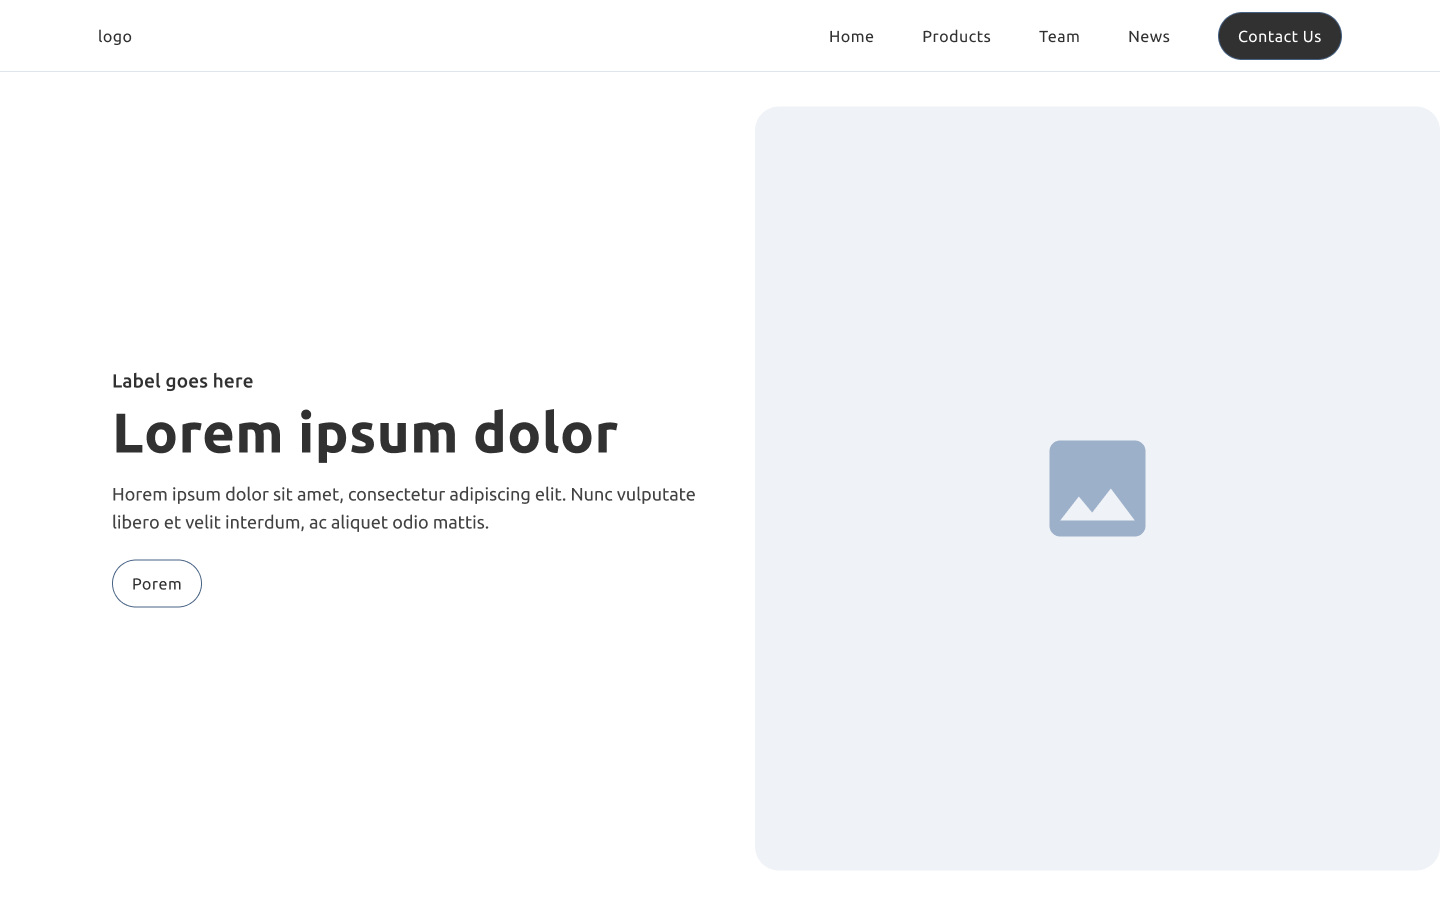 logo
Home
Products
Team
News
Contact Us
Label goes here
Lorem ipsum dolor
Horem ipsum dolor sit amet, consectetur adipiscing elit. Nunc vulputate
libero et velit interdum, ac aliquet odio mattis.
Porem